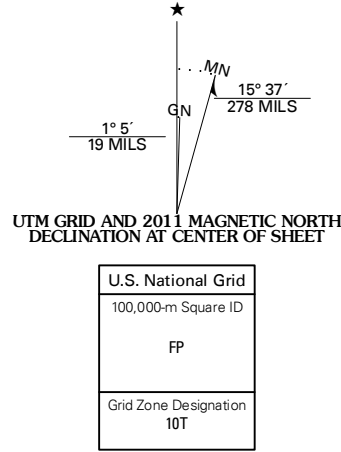 ★
MN
GN
1° 5´
19 MILS
15° 37´
278 MILS
UTM GRID AND 2011 MAGNETIC NORTH
DECLINATION AT CENTER OF SHEET
U.S. National Grid
100,000-m Square ID
FP
Grid Zone Designation
10T